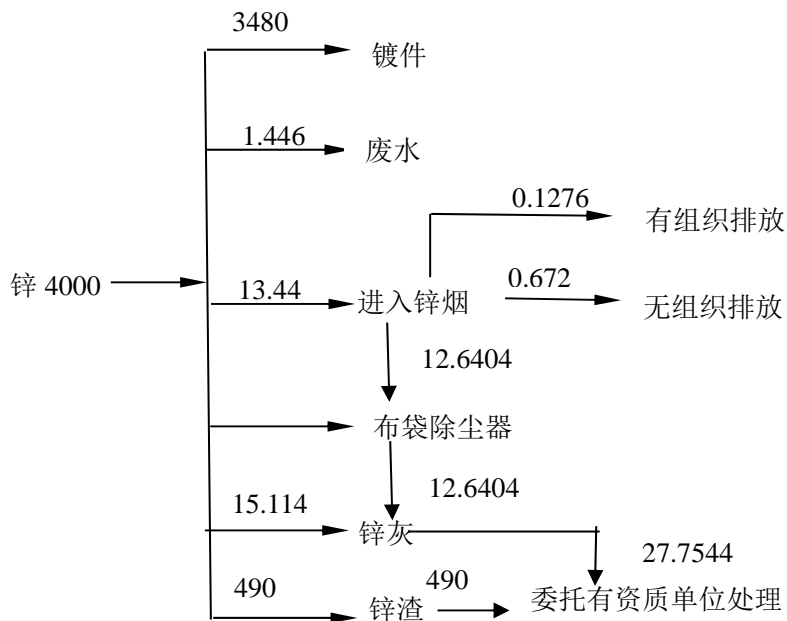 3480
镀件
1.446
废水
0.1276
有组织排放
锌 4000
13.44
进入锌烟
0.672
无组织排放
12.6404
布袋除尘器
12.6404
15.114
锌灰
27.7544
490
锌渣
490
委托有资质单位处理